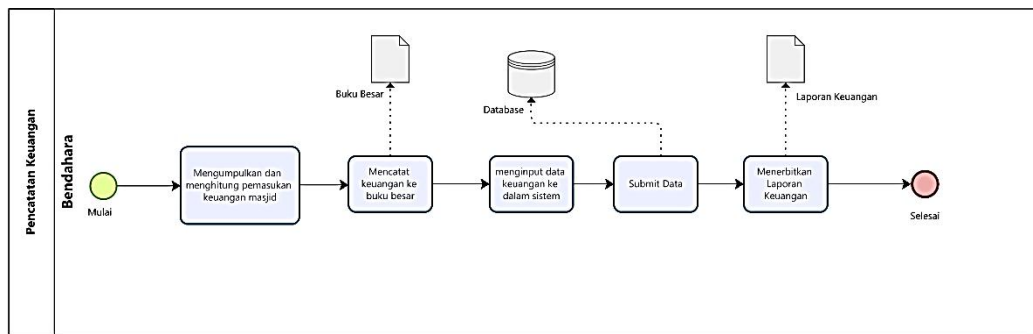 Pencatatan Keuangan
Bendahara
Mulai
Mengumpulkan dan
menghitung pemasukan
keuangan masjid
Buku Besar
Mencatat
keuangan ke
buku besar
menginput data
keuangan ke
dalam sistem
Database
Submit Data
Laporan Keuangan
Menerbitkan
Laporan
Keuangan
Selesai